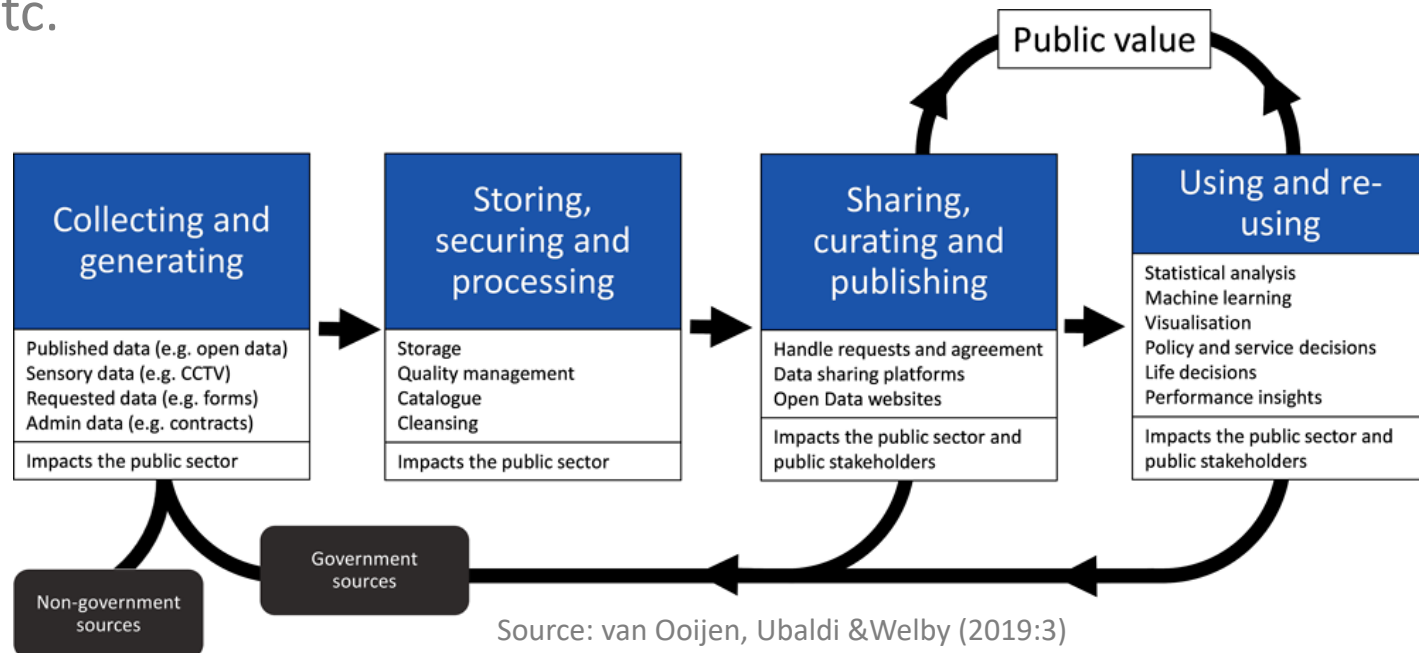 tc.
Public value
Collecting and
generating
Published data (e.g. open data)
Sensory data (e.g. CCTV)
Requested data (e.g. forms)
Admin data (e.g. contracts)
Impacts the public sector
Storing,
securing and
processing
Storage
Quality management
Catalogue
Cleansing
Impacts the public sector
Sharing,
curating and
publishing
Handle requests and agreement
Data sharing platforms
Open Data websites
Impacts the public sector and
public stakeholders
Using and re-
using
Statistical analysis
Machine learning
Visualisation
Policy and service decisions
Life decisions
Performance insights
Impacts the public sector and
public stakeholders
Government
sources
Non-government
sources
Source: van Ooijen, Ubaldi &Welby (2019:3)